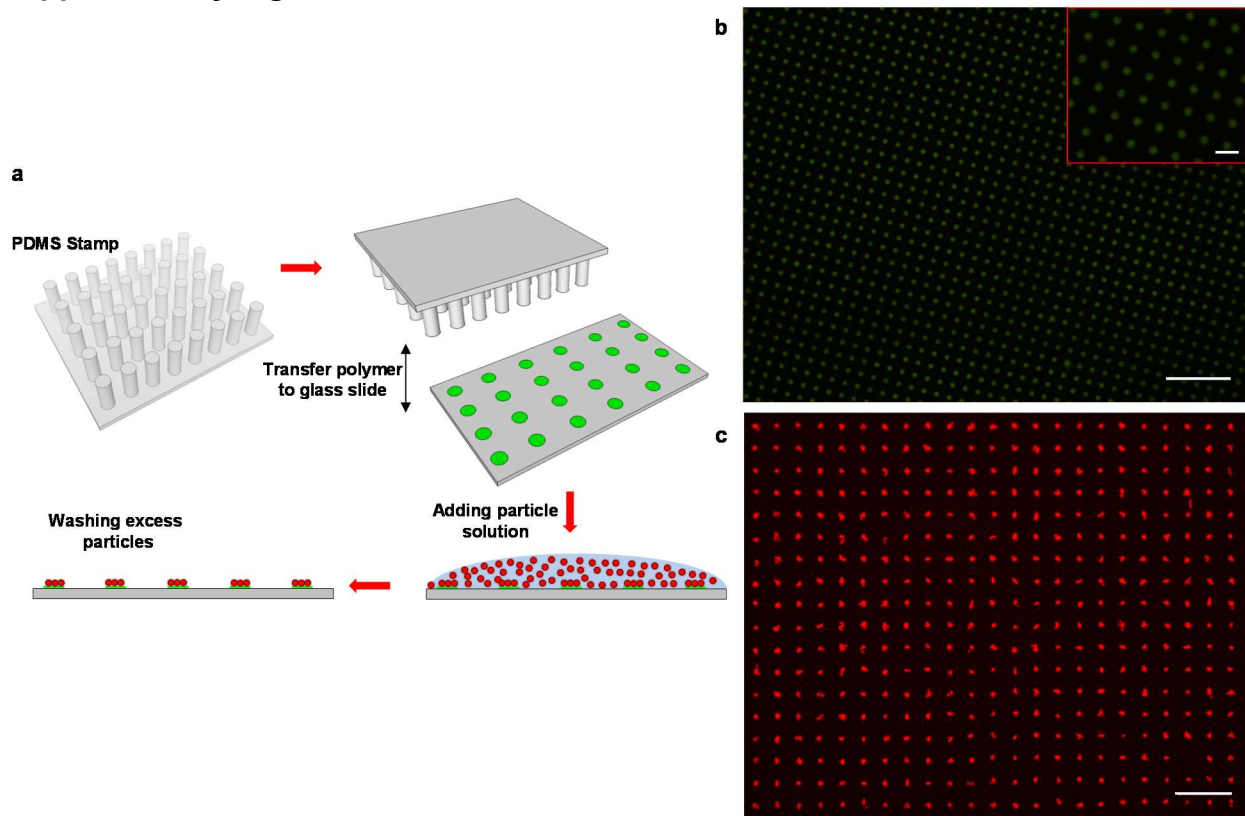 b
a
PDMS Stamp
Transfer polymer
to glass slide
c
Adding particle
solution
Washing excess
particles